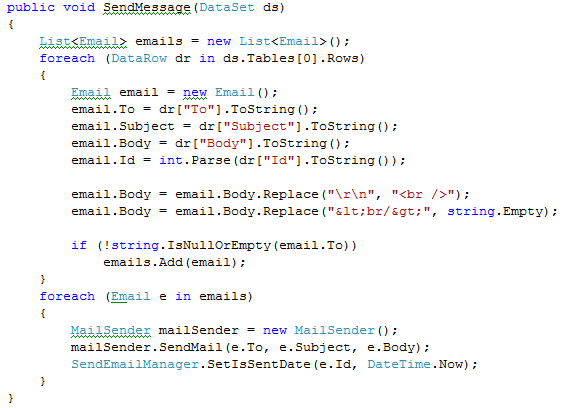 public void SendMessage(DataSet ds)
{
    List<Email> emails = new List<Email>();
    foreach (DataRow dr in ds.Tables[0].Rows)
    {
        Email email = new Email();
        email.To = dr["To"].ToString();
        email.Subject = dr["Subject"].ToString();
        email.Body = dr["Body"].ToString();
        email.Id = int.Parse(dr["Id"].ToString());

        email.Body = email.Body.Replace("\r\n", "<br />");
        email.Body = email.Body.Replace("&lt;br/&gt;", string.Empty);

        if (!string.IsNullOrEmpty(email.To))
            emails.Add(email);
    }
    foreach (Email e in emails)
    {
        MailSender mailSender = new MailSender();
        mailSender.SendMail(e.To, e.Subject, e.Body);
        SendEmailManager.SetIsSentDate(e.Id, DateTime.Now);
    }
}